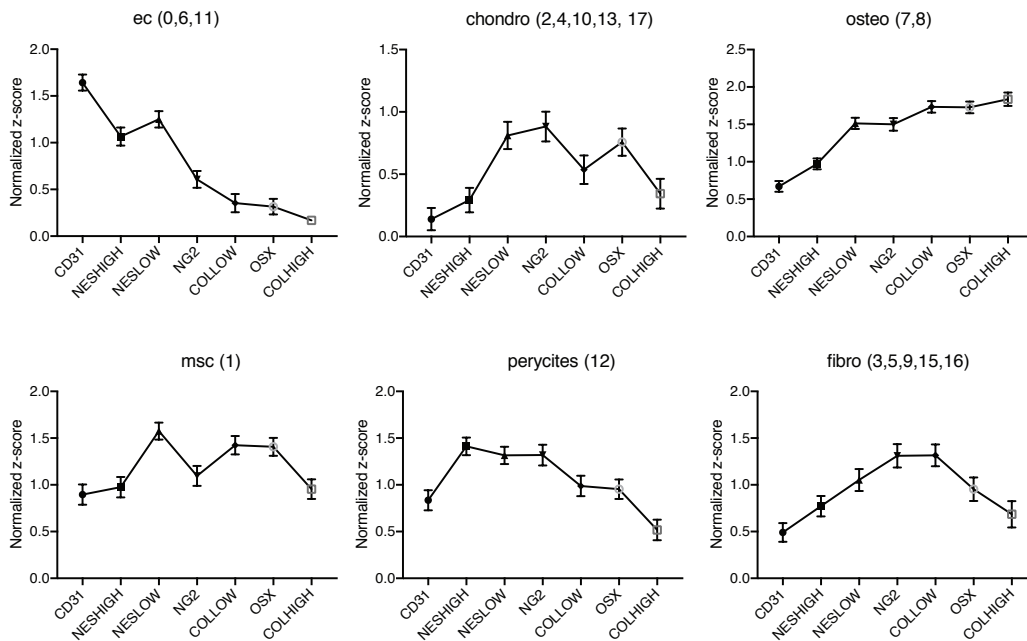 ec (0,6,11)
Normalized z-score
2.0
1.5
1.0
0.5
0.0
CD31
NESHIGH
NESLOW
NG2
COLLOW
OSX
COLHIGH
chondro (2,4,10,13, 17)
Normalized z-score
1.5
1.0
0.5
0.0
CD31
NESHIGH
NESLOW
NG2
COLLOW
OSX
COLHIGH
osteo (7,8)
Normalized z-score
2.5
2.0
1.5
1.0
0.5
0.0
CD31
NESHIGH
NESLOW
NG2
COLLOW
OSX
COLHIGH
msc (1)
Normalized z-score
2.0
1.5
1.0
0.5
0.0
CD31
NESHIGH
NESLOW
NG2
COLLOW
OSX
COLHIGH
perycites (12)
Normalized z-score
2.0
1.5
1.0
0.5
0.0
CD31
NESHIGH
NESLOW
NG2
COLLOW
OSX
COLHIGH
fibro (3,5,9,15,16)
Normalized z-score
2.0
1.5
1.0
0.5
0.0
CD31
NESHIGH
NESLOW
NG2
COLLOW
OSX
COLHIGH